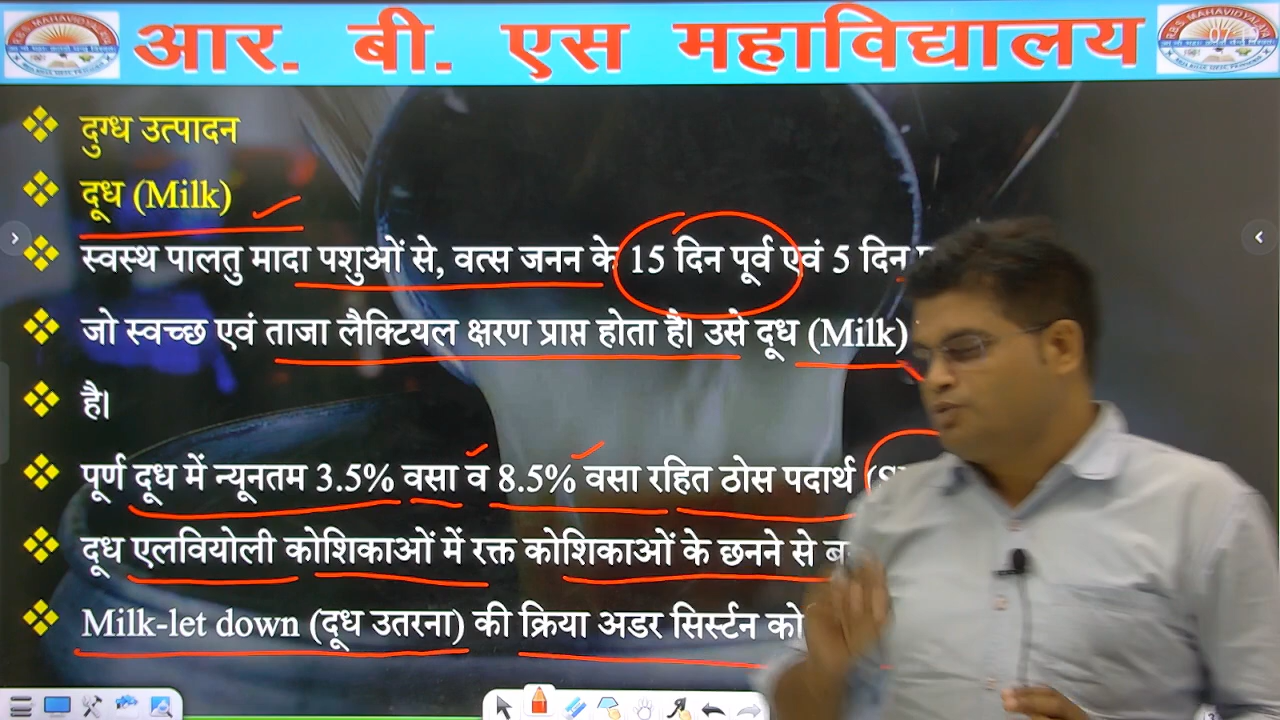 आर. बी. एस महाविद्यालय
R.B.S. MAHAVIDYALAYA
07
दुग्ध उत्पादन
दूध (Milk)
स्वस्थ पालतु मादा पशुओं से, वत्स जनन के 15 दिन पूर्व एवं 5 दिन
जो स्वच्छ एवं ताजा लैक्टियल क्षरण प्राप्त होता है। उसे दूध (Milk)
है।
पूर्ण दूध में न्यूनतम 3.5% वसा व 8.5% वसा रहित ठोस पदार्थ
दूध एलवियोली कोशिकाओं में रक्त कोशिकाओं के छनने से
Milk-let down (दूध उतरना) की क्रिया अडर सिर्स्टन को